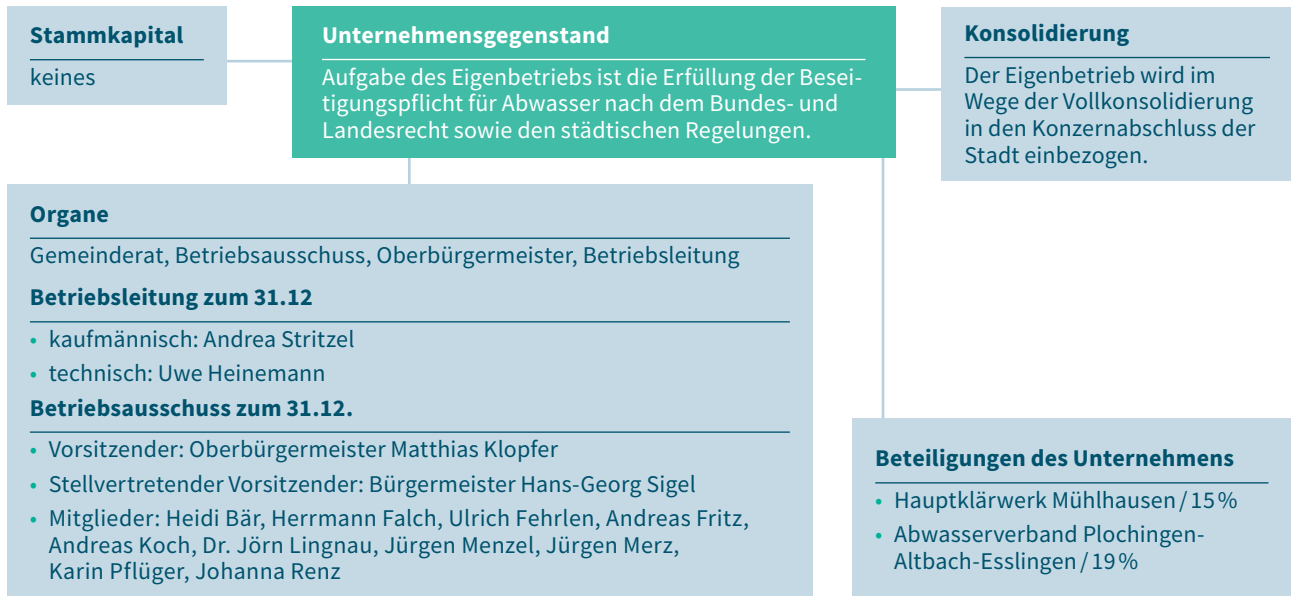 Stammkapital
keines
Unternehmensgegenstand
Aufgabe des Eigenbetriebs ist die Erfüllung der Besei-
tigungspflicht für Abwasser nach dem Bundes- und
Landesrecht sowie den städtischen Regelungen.
Konsolidierung
Der Eigenbetrieb wird im
Wege der Vollkonsolidierung
in den Konzernabschluss der
Stadt einbezogen.
Organe
Gemeinderat, Betriebsausschuss, Oberbürgermeister, Betriebsleitung
Betriebsleitung zum 31.12
• kaufmännisch: Andrea Stritzel
• technisch: Uwe Heinemann
Betriebsausschuss zum 31.12.
• Vorsitzender: Oberbürgermeister Matthias Klopfer
• Stellvertretender Vorsitzender: Bürgermeister Hans-Georg Sigel
• Mitglieder: Heidi Bär, Herrmann Falch, Ulrich Fehrlen, Andreas Fritz,
Andreas Koch, Dr. Jörn Lingnau, Jürgen Menzel, Jürgen Merz,
Karin Pflüger, Johanna Renz
Beteiligungen des Unternehmens
• Hauptklärwerk Mühlhausen / 15 %
• Abwasserverband Plochingen-
Altbach-Esslingen / 19 %